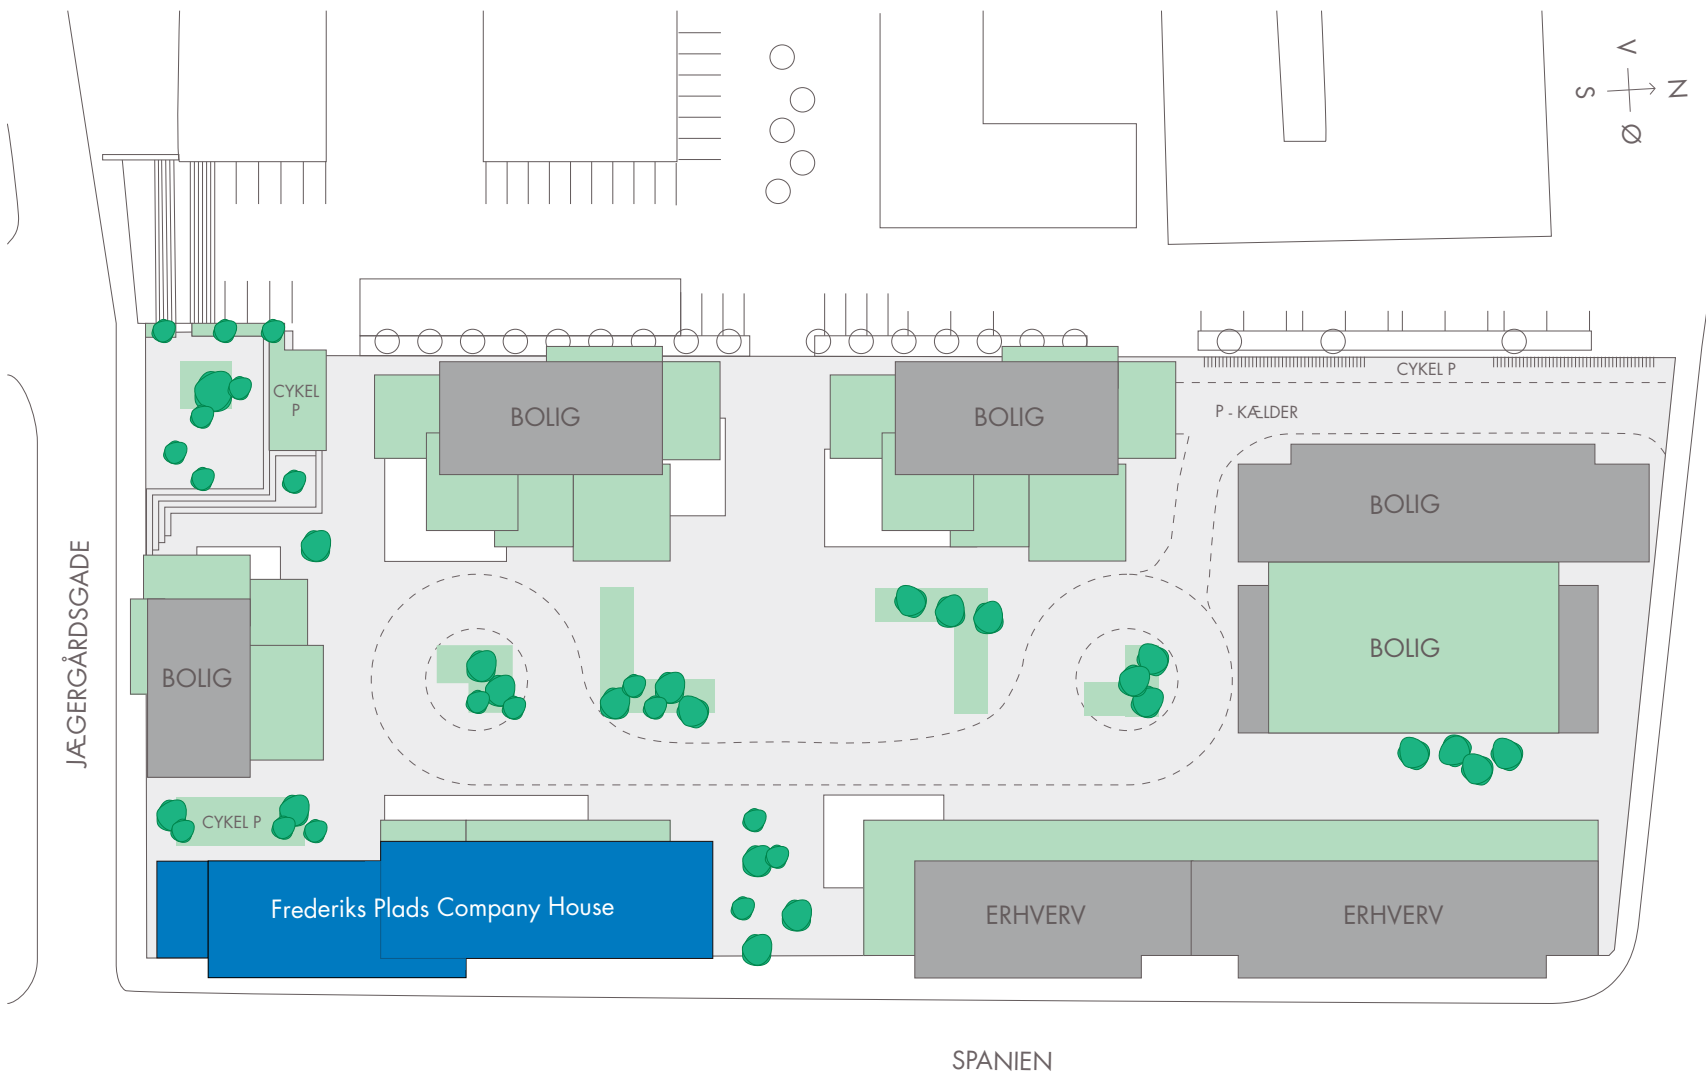 V
S
N
Ø
CYKEL P
P - KÆLDER
CYKEL
P
BOLIG
BOLIG
BOLIG
BOLIG
BOLIG
JÆGERGÅRDSGADE
CYKEL P
Frederiks Plads Company House
ERHVERV
ERHVERV
SPANIEN